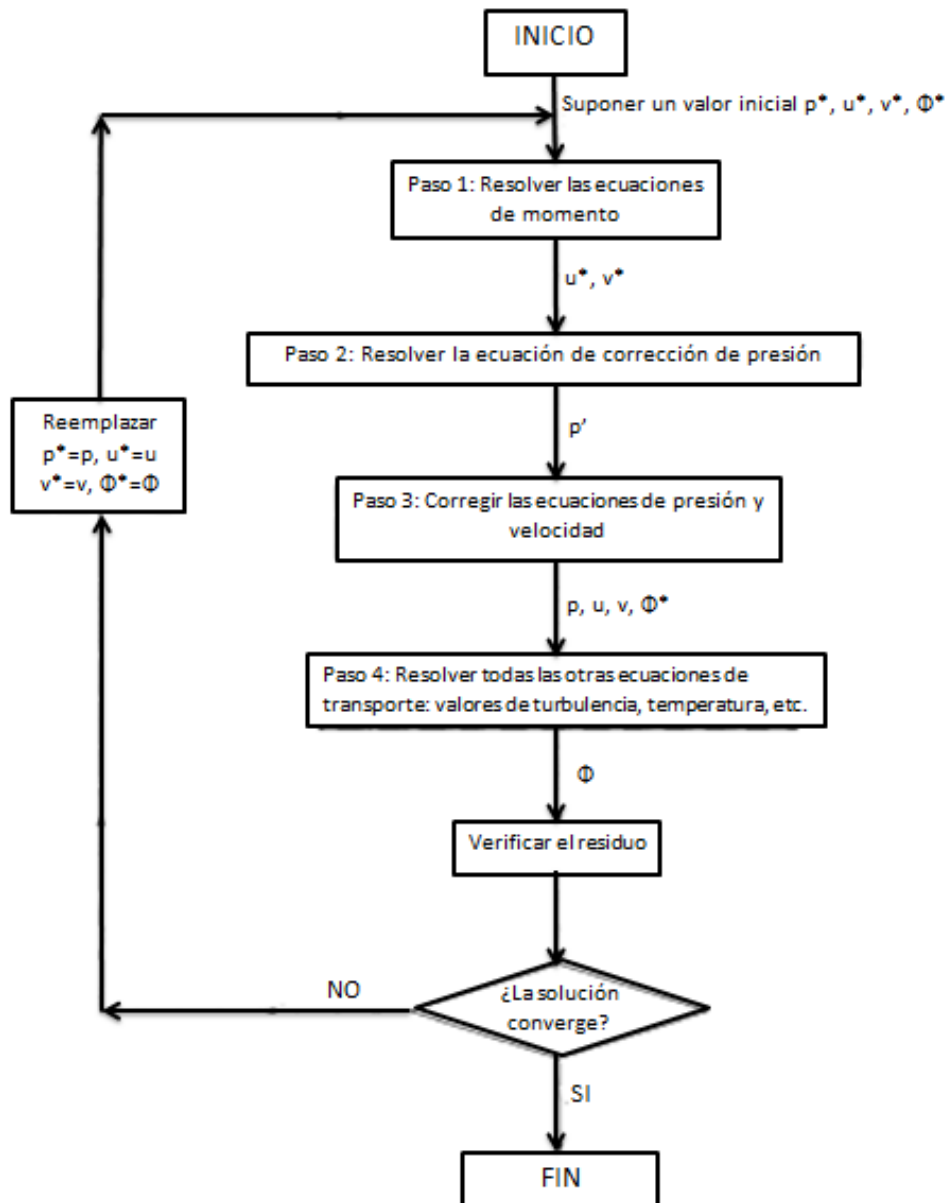 INICIO
Suponer un valor inicial p*, u*, v*, Φ*
Paso 1: Resolver las ecuaciones
de momento
u*, v*
Paso 2: Resolver la ecuación de corrección de presión
p'
Reemplazar
p*=p, u*=u
v*=v, Φ*=Φ
Paso 3: Corregir las ecuaciones de presión y
velocidad
p, u, v, Φ*
Paso 4: Resolver todas las otras ecuaciones de
transporte: valores de turbulencia, temperatura, etc.
Φ
Verificar el residuo
¿La solución
converge?
NO
SI
FIN